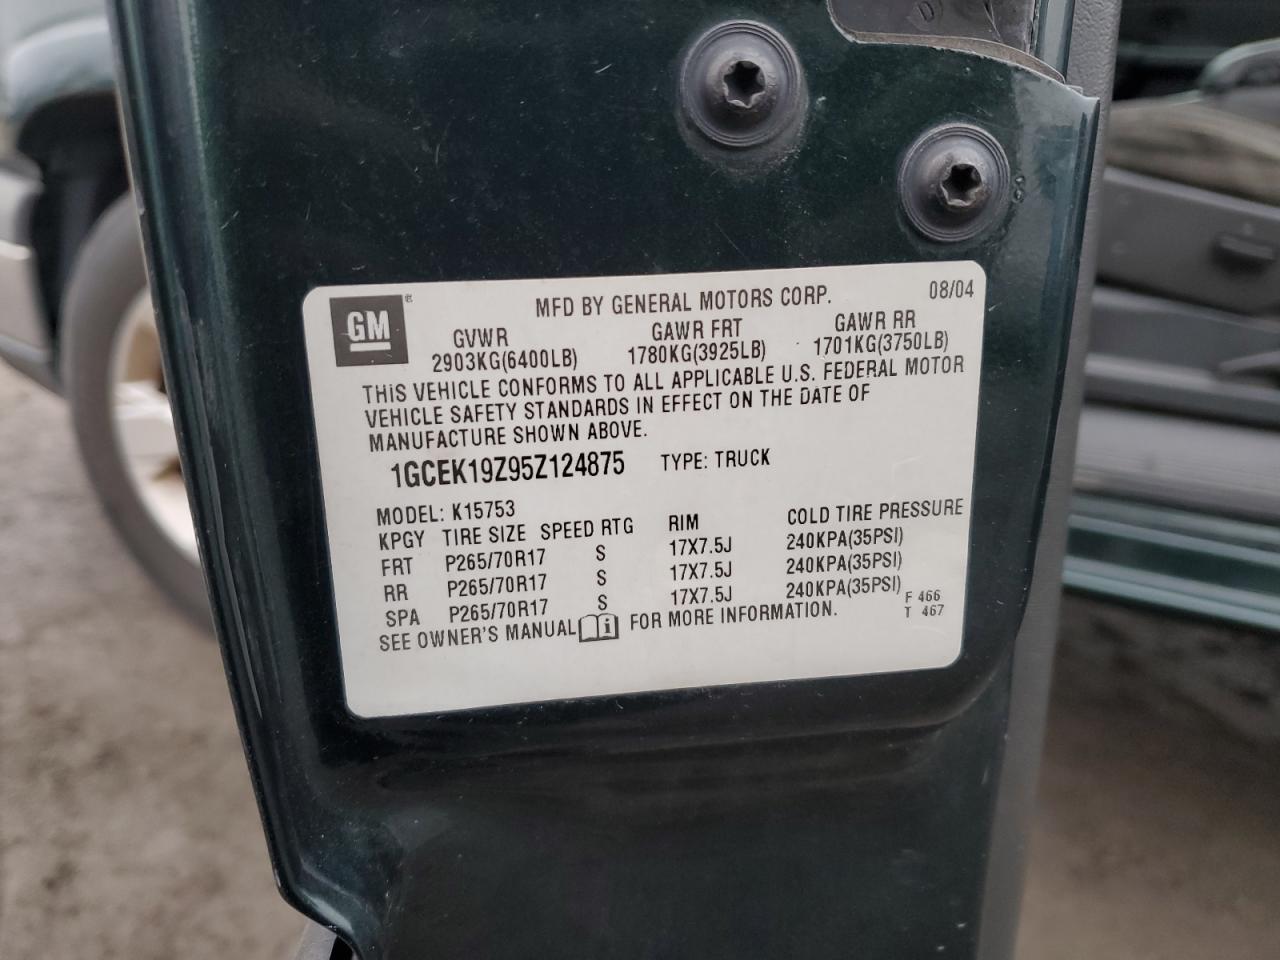 D
GM ®
MFD BY GENERAL MOTORS CORP. 08/04
GVWR GAWR FRT GAWR RR
2903KG(6400LB) 1780KG(3925LB) 1701KG(3750LB)
THIS VEHICLE CONFORMS TO ALL APPLICABLE U.S. FEDERAL MOTOR
VEHICLE SAFETY STANDARDS IN EFFECT ON THE DATE OF
MANUFACTURE SHOWN ABOVE.
1GCEK19Z95Z124875 TYPE: TRUCK
MODEL: K15753
KPGY TIRE SIZE SPEED RTG RIM COLD TIRE PRESSURE
FRT P265/70R17 S 17X7.5J 240KPA(35PSI)
RR P265/70R17 S 17X7.5J 240KPA(35PSI)
SPA P265/70R17 S 17X7.5J 240KPA(35PSI)
SEE OWNER'S MANUAL i FOR MORE INFORMATION.
F 466
T 467